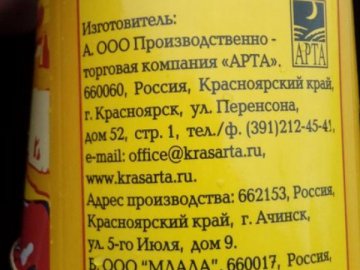 Изготовитель:
А. ООО Производственно -
торговая компания «АРТА».
660060, Россия, Красноярский край,
г. Красноярск, ул. Перенсона,
дом 52, стр. 1, тел./ф. (391)212-45-41,
e-mail: office@krasarta.ru,
www.krasarta.ru.
Адрес производства: 662153, Россия,
Красноярский край, г. Ачинск,
ул. 5-го Июля, дом 9.
Б. ООО "МЛАДА", 660017, Россия,
АРТА